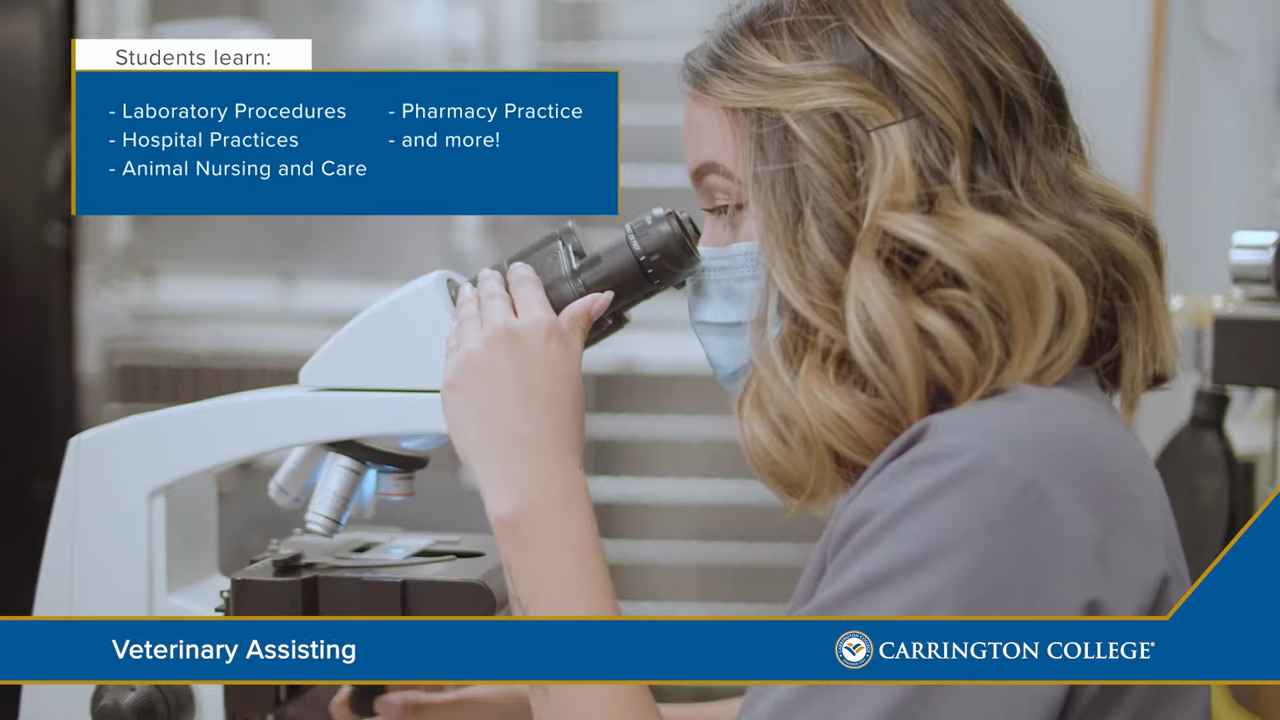 Students learn:
- Laboratory Procedures
- Hospital Practices
- Animal Nursing and Care
- Pharmacy Practice
- and more!
Veterinary Assisting
CARRINGTON COLLEGE®